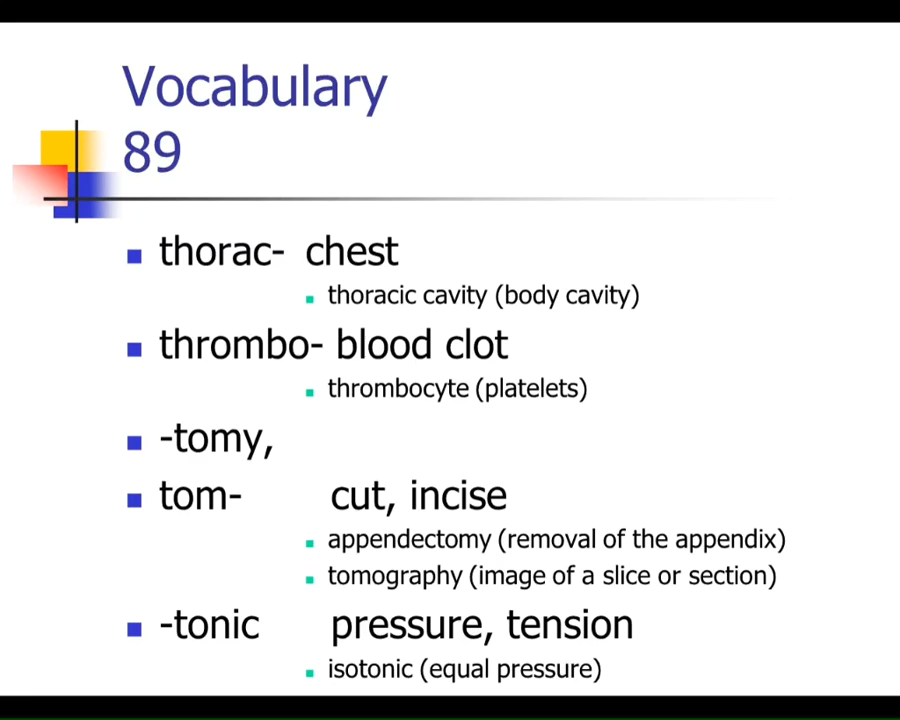 Vocabulary
89
thorac- chest
thoracic cavity (body cavity)
thrombo- blood clot
thrombocyte (platelets)
-tomy,
tom- cut, incise
appendectomy (removal of the appendix)
tomography (image of a slice or section)
-tonic pressure, tension
isotonic (equal pressure)